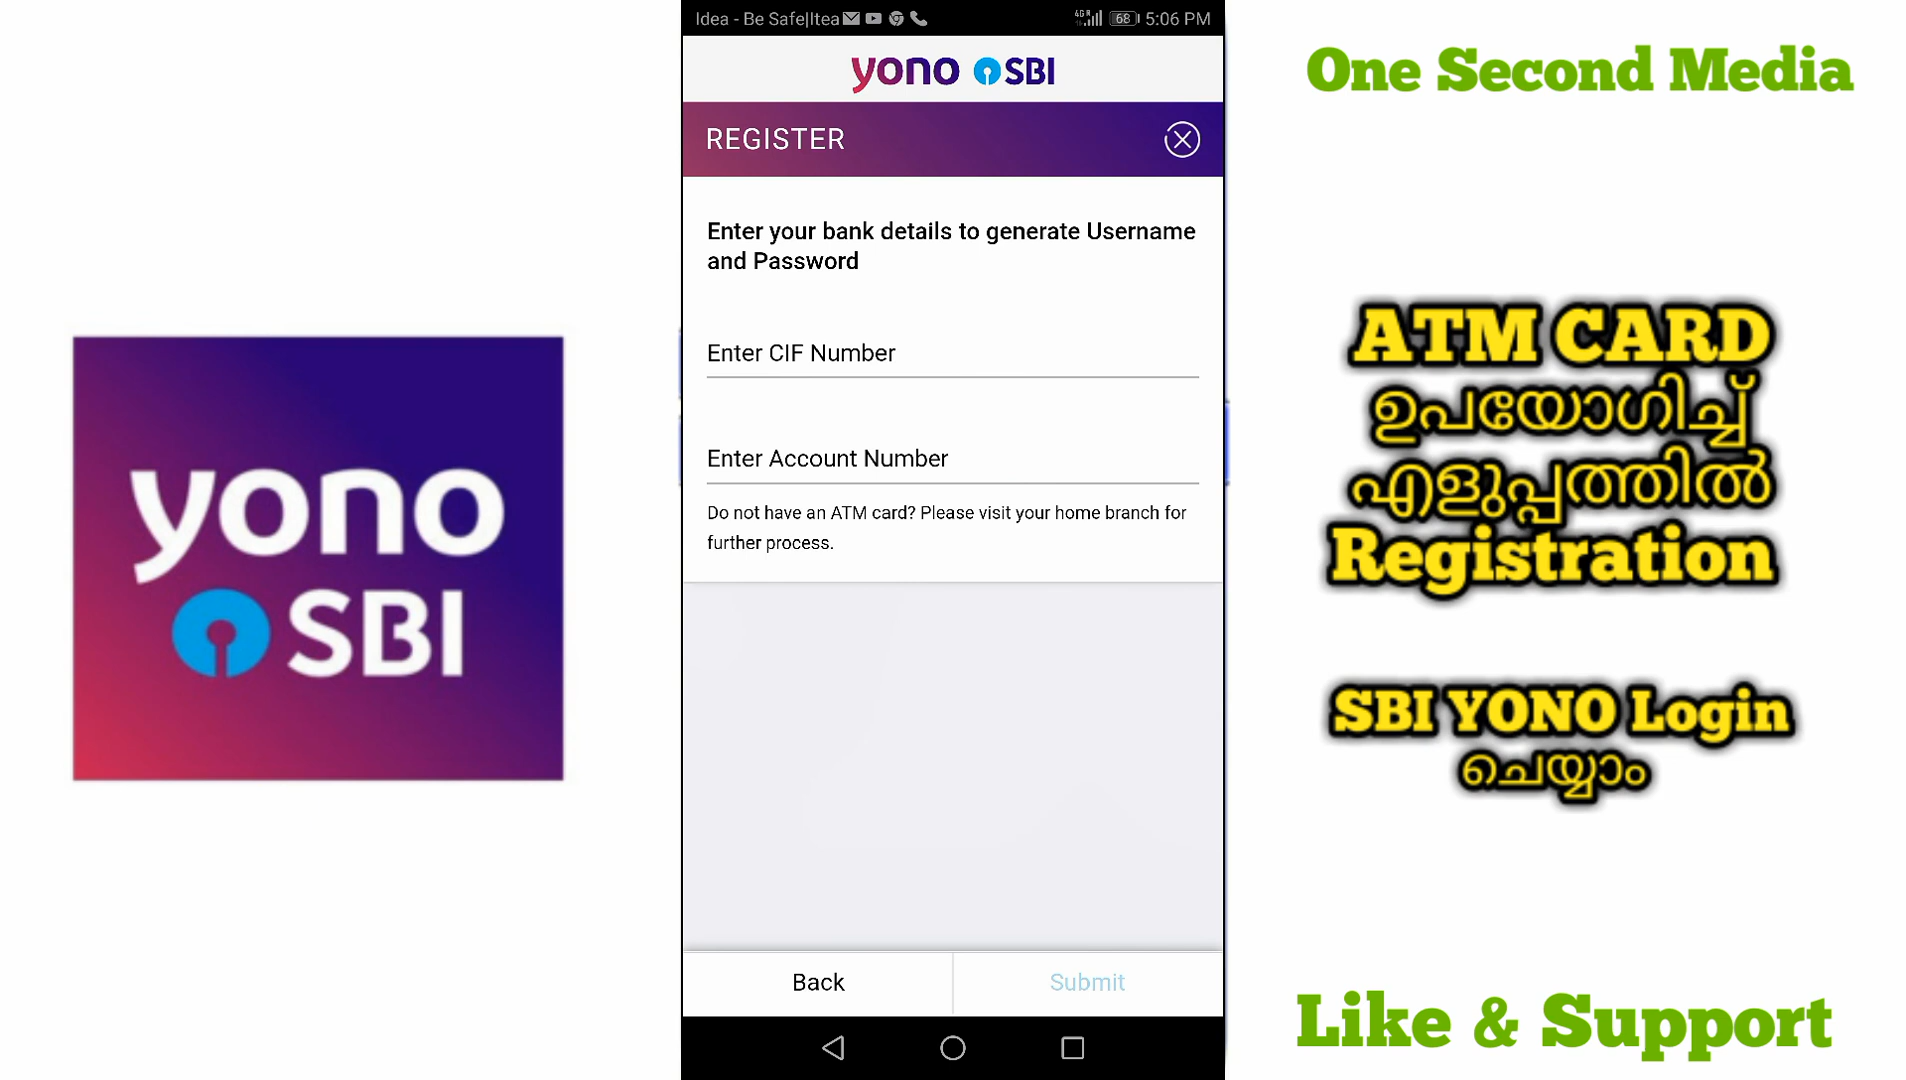 Idea - Be Safe|Itea 68 5:06 PM
yono SBI
REGISTER
Enter your bank details to generate Username
and Password
Enter CIF Number
Enter Account Number
Do not have an ATM card? Please visit your home branch for
further process.
Back Submit
yono
SBI
One Second Media
ATM CARD
ഉപയോഗിച്ച്
എളുപ്പത്തിൽ
Registration
SBI YONO Login
ചെയ്യാം
Like & Support